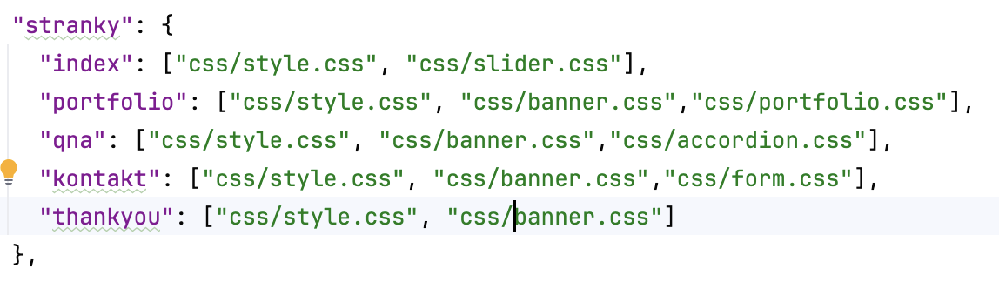 "stranky": {
"index": ["css/style.css", "css/slider.css"],
"portfolio": ["css/style.css", "css/banner.css","css/portfolio.css"],
"qna": ["css/style.css", "css/banner.css","css/accordion.css"],
"kontakt": ["css/style.css", "css/banner.css","css/form.css"],
"thankyou": ["css/style.css", "css/banner.css"]
},